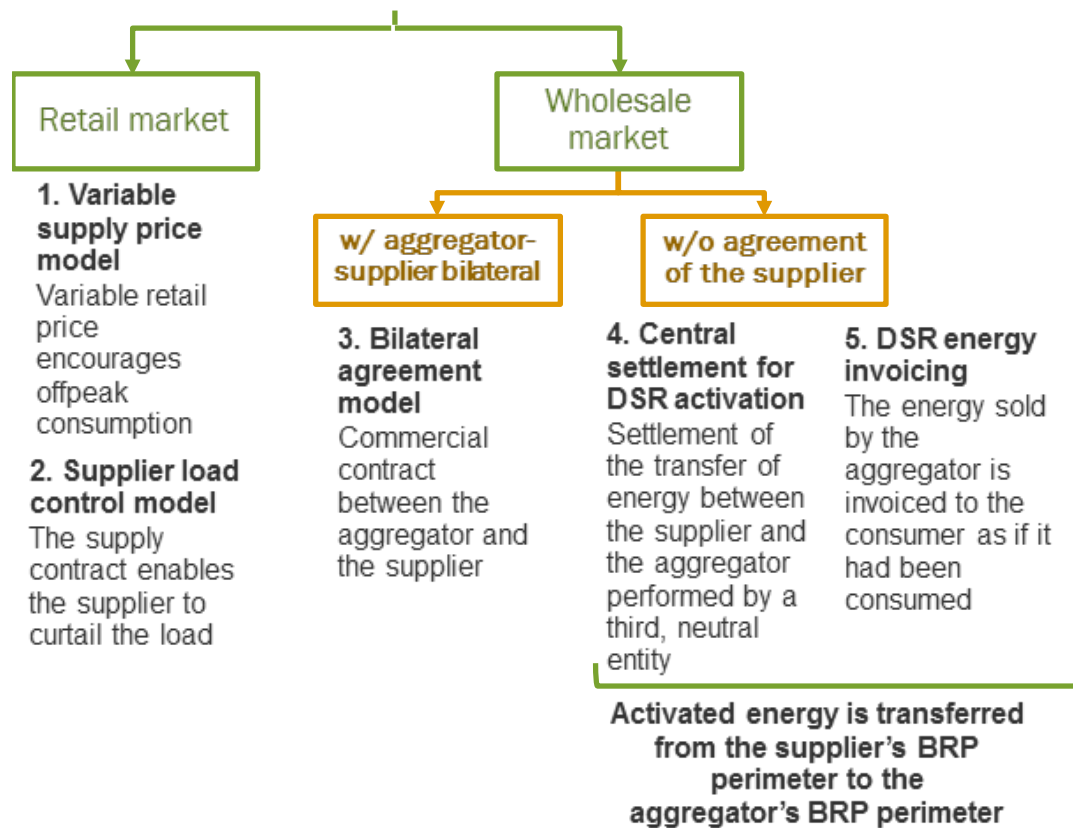 Retail market
Wholesale
market
1. Variable
supply price
model
Variable retail
price
encourages
offpeak
consumption
2. Supplier load
control model
The supply
contract enables
the supplier to
curtail the load
w/ aggregator-
supplier bilateral
3. Bilateral
agreement
model
Commercial
contract
between the
aggregator and
the supplier
w/o agreement
of the supplier
4. Central
settlement for
DSR activation
Settlement of
the transfer of
energy between
the supplier and
the aggregator
performed by a
third, neutral
entity
5. DSR energy
invoicing
The energy sold
by the
aggregator is
invoiced to the
consumer as if it
had been
consumed
Activated energy is transferred
from the supplier's BRP
perimeter to the
aggregator's BRP perimeter